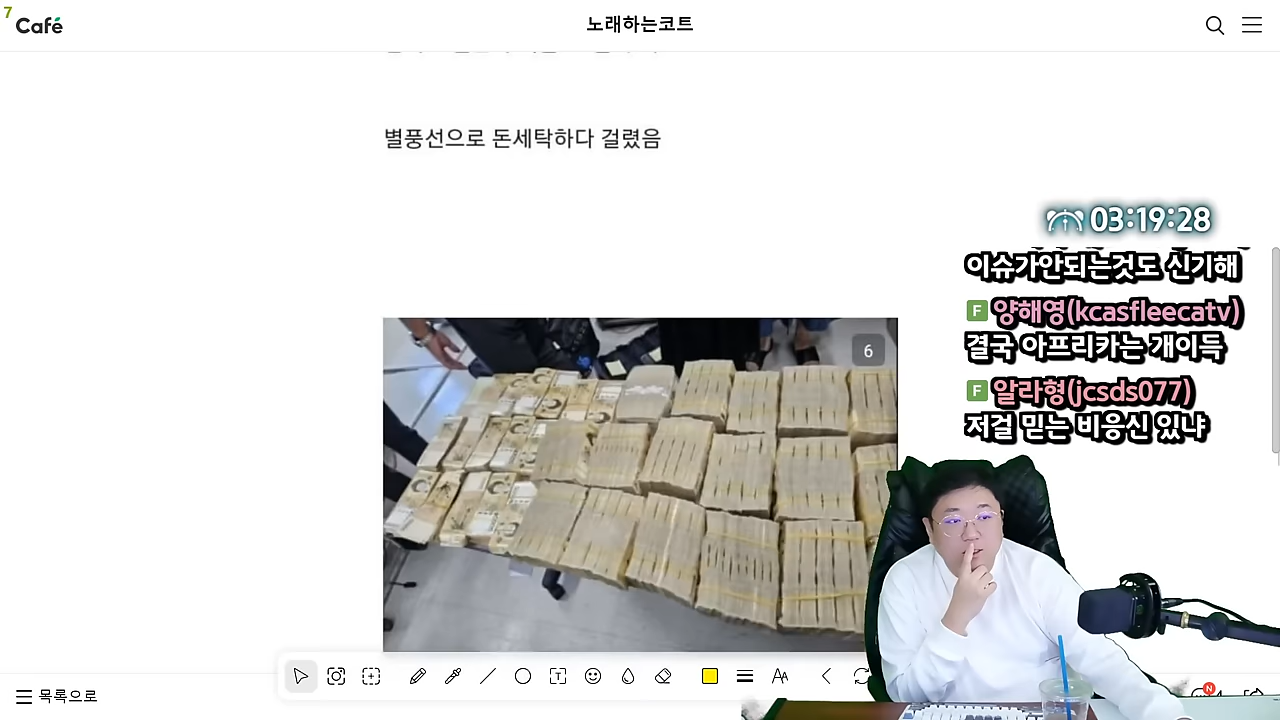 7
Café
노래하는코트
별풍선으로 돈세탁하다 걸렸음
03:19:28
이슈가안되는것도 신기해
F 양해영(kcasfleecatv)
결국 아프리카는 개이득
F 알라형(jcsds077)
저걸 믿는 비응신 있냐
6
목록으로
N
4